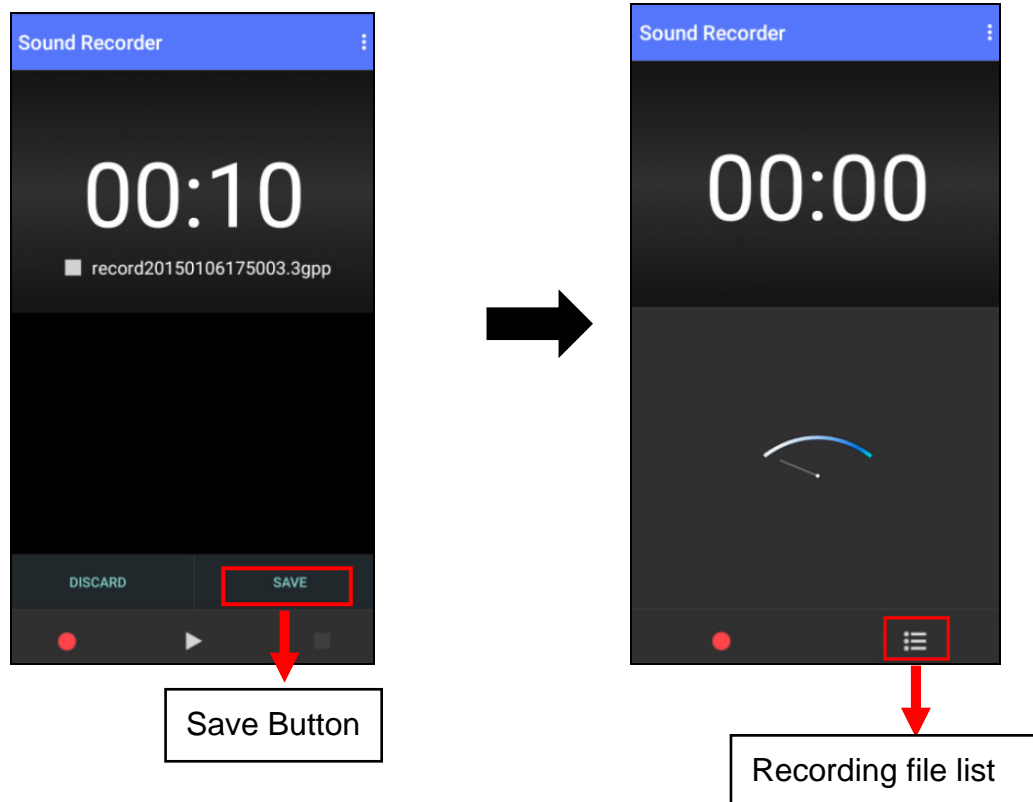 Sound Recorder
00:10
record20150106175003.3gpp
DISCARD SAVE
Save Button
Sound Recorder
00:00
Recording file list